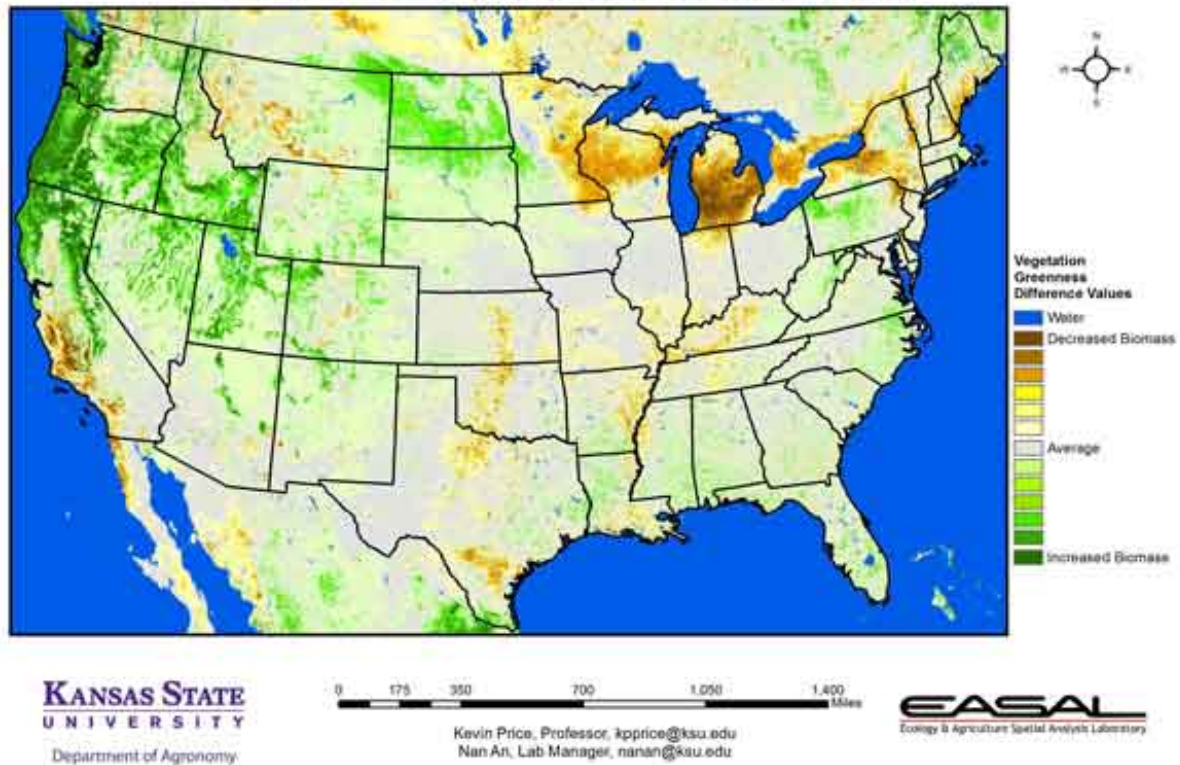 N
W
E
S
Vegetation
Greenness
Difference Values
Water
Decreased Biomass
Average
Increased Biomass
KANSAS STATE
UNIVERSITY
Department of Agronomy
0 175 350 700 1,050 1,400
Miles
Kevin Price, Professor, kpprice@ksu.edu
Nan An, Lab Manager, nanan@ksu.edu
EASAL
Ecology & Agriculture Spatial Analysis Laboratory